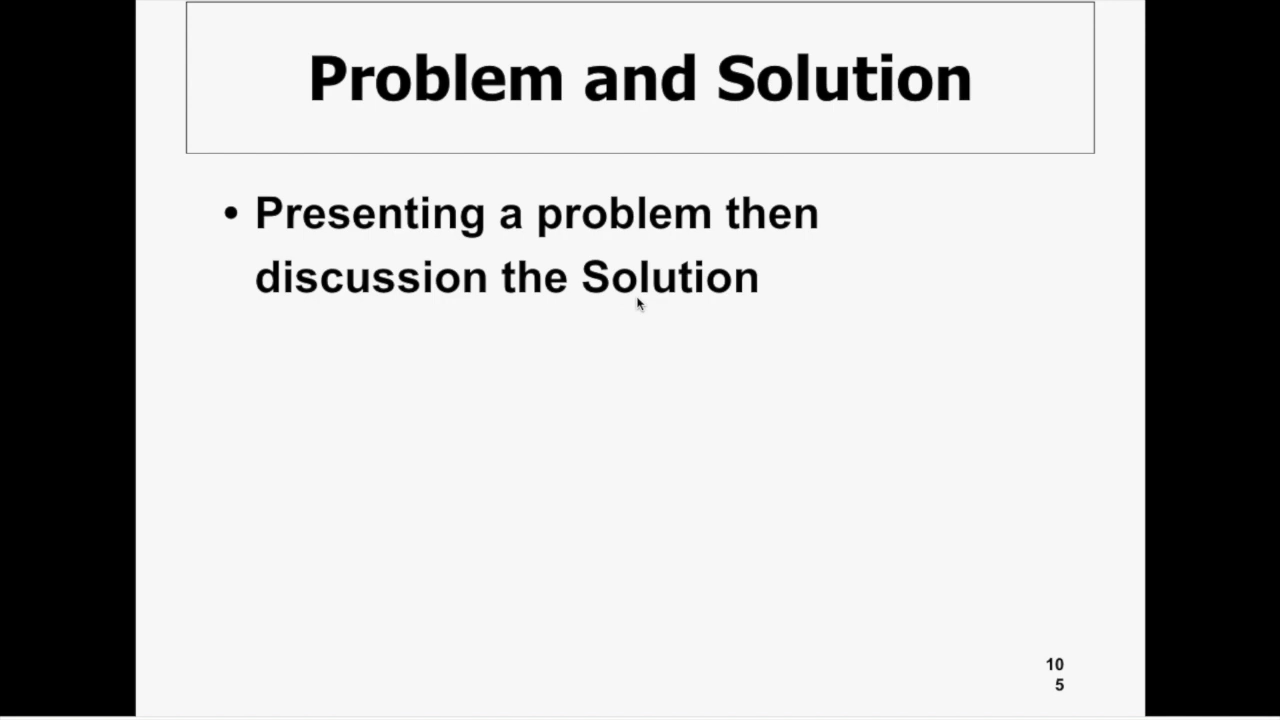 Problem and Solution
• Presenting a problem then
discussion the Solution
10
5